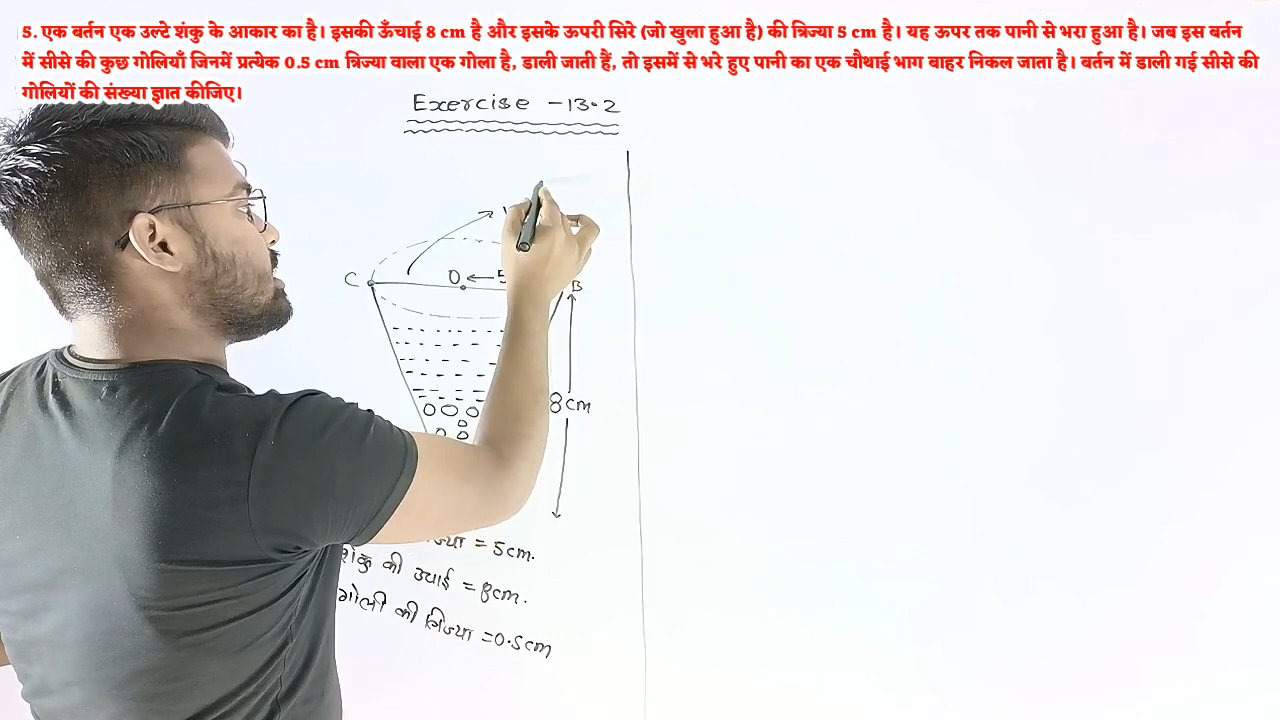 5. एक बर्तन एक उल्टे शंकु के आकार का है। इसकी ऊँचाई 8 cm है और इसके ऊपरी सिरे (जो खुला हुआ है) की त्रिज्या 5 cm है। यह ऊपर तक पानी से भरा हुआ है। जब इस बर्तन
में सीसे की कुछ गोलियाँ जिनमें प्रत्येक 0.5 cm त्रिज्या वाला एक गोला है, डाली जाती हैं, तो इसमें से भरे हुए पानी का एक चौथाई भाग बाहर निकल जाता है। बर्तन में डाली गई सीसे की
गोलियों की संख्या ज्ञात कीजिए।
Exercise -13.2
C O ← 5 B
8cm
= 5cm.
शंकु की उचाई = 8cm.
गोली की त्रिज्या = 0.5cm